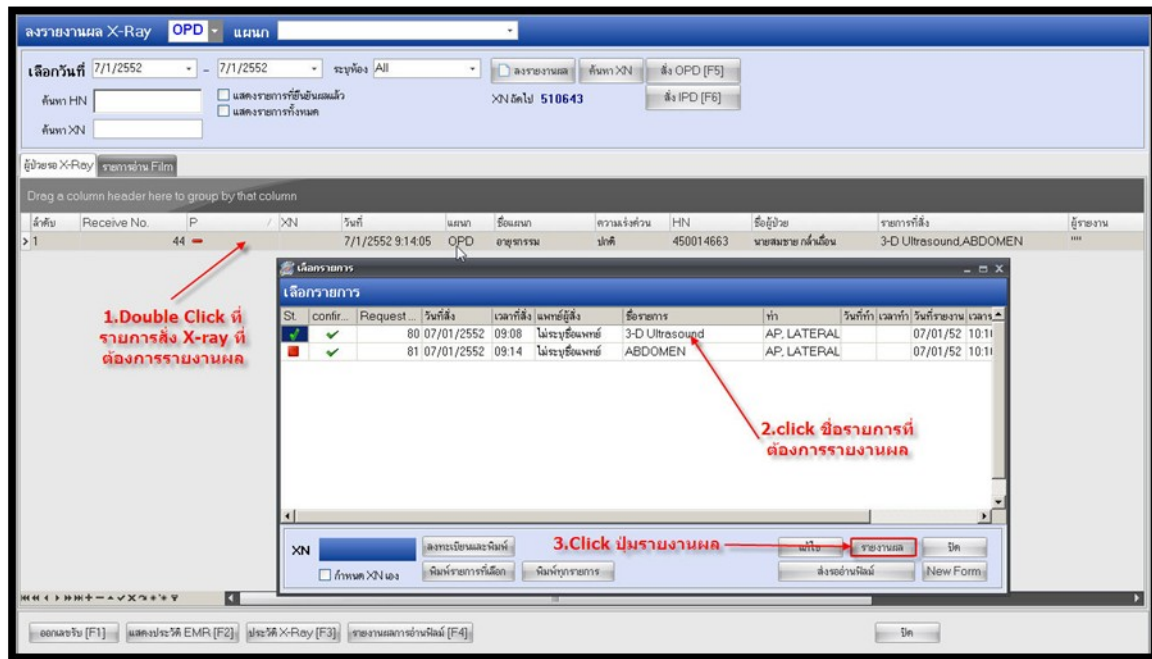 ลงรายงานผล X-Ray OPD แผนก
เลือกวันที่ 7/1/2552 - 7/1/2552 ระบุห้อง All ลงรายงานผล ค้นหา XN สั่ง OPD [F5]
ค้นหา HN แสดงรายการที่ยืนยันผลแล้ว XN ถัดไป 510643 สั่ง IPD [F6]
แสดงรายการทั้งหมด
ค้นหา XN
ผู้ป่วยรอ X-Ray รายการอ่าน Film
Drag a column header here to group by that column
ลำดับ Receive No. P XN วันที่ แผนก ชื่อแผนก ความเร่งด่วน HN ชื่อผู้ป่วย รายการที่สั่ง ผู้รายงาน
1 44 7/1/2552 9:14:05 OPD อายุรกรรม ปกติ 450014663 นายสมชาย กล้ำเลื่อน 3-D Ultrasound,ABDOMEN ""
เลือกรายการ
เลือกรายการ
St. confir... Request... วันที่สั่ง เวลาที่สั่ง แพทย์ผู้สั่ง ชื่อรายการ ท่า วันที่ทำ เวลาทำ วันที่รายงาน
80 07/01/2552 09:08 ไม่ระบุชื่อแพทย์ 3-D Ultrasound AP, LATERAL 07/01/52
81 07/01/2552 09:14 ไม่ระบุชื่อแพทย์ ABDOMEN AP, LATERAL 07/01/52
1.Double Click ที่
รายการสั่ง X-ray ที่
ต้องการรายงานผล
2.click ชื่อรายการที่
ต้องการรายงานผล
XN ลงทะเบียนและพิมพ์ 3.Click ปุ่มรายงานผล แก้ไข รายงานผล ปิด
กำหนด XN เอง พิมพ์รายการที่เลือก พิมพ์ทุกรายการ ส่งรออ่านฟิลม์ New Form
ออกเลขรับ [F1] แสดงประวัติ EMR [F2] ประวัติ X-Ray [F3] รายงานผลการอ่านฟิลม์ [F4] ปิด